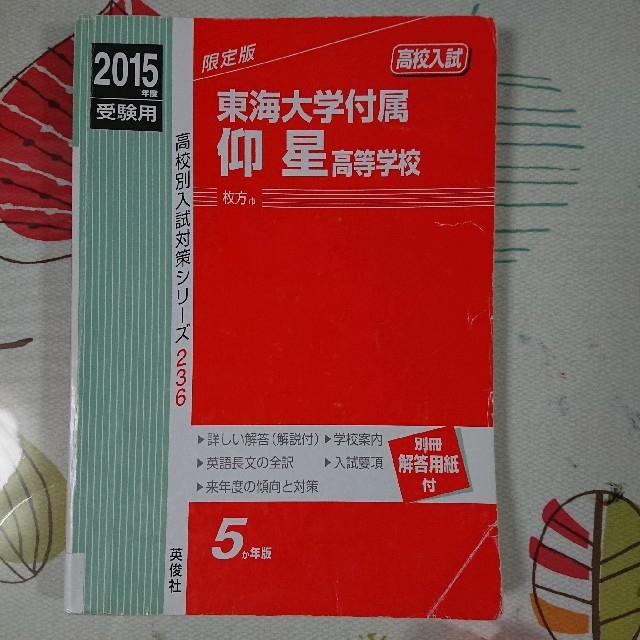 2015
年度
受験用
限定版
高校入試
東海大学付属
仰星高等学校
枚方市
高校別入試対策シリーズ236
▶詳しい解答(解説付)
▶学校案内
▶英語長文の全訳
▶入試要項
▶来年度の傾向と対策
別冊
解答用紙
付
5か年版
英俊社